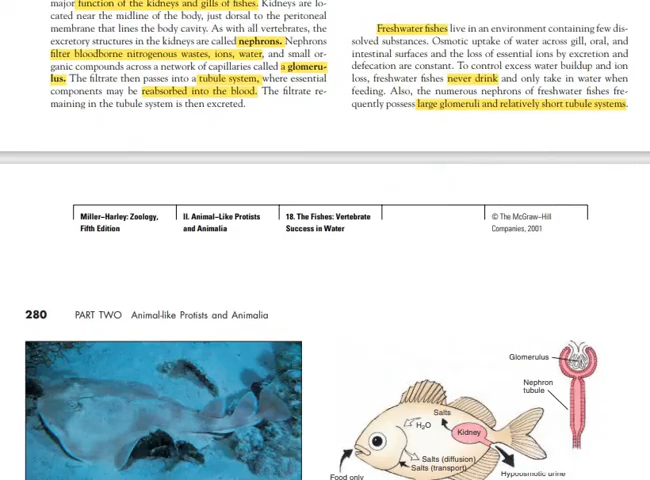 major function of the kidneys and gills of fishes. Kidneys are lo-
cated near the midline of the body, just dorsal to the peritoneal
membrane that lines the body cavity. As with all vertebrates, the
excretory structures in the kidneys are called nephrons. Nephrons
filter bloodborne nitrogenous wastes, ions, water, and small or-
ganic compounds across a network of capillaries called a glomeru-
lus. The filtrate then passes into a tubule system, where essential
components may be reabsorbed into the blood. The filtrate re-
maining in the tubule system is then excreted.
Freshwater fishes live in an environment containing few dis-
solved substances. Osmotic uptake of water across gill, oral, and
intestinal surfaces and the loss of essential ions by excretion and
defecation are constant. To control excess water buildup and ion
loss, freshwater fishes never drink and only take in water when
feeding. Also, the numerous nephrons of freshwater fishes fre-
quently possess large glomeruli and relatively short tubule systems.
Miller–Harley: Zoology,
Fifth Edition
II. Animal–Like Protists
and Animalia
18. The Fishes: Vertebrate
Success in Water
© The McGraw–Hill
Companies, 2001
280 PART TWO Animal-like Protists and Animalia
Glomerulus
Nephron
tubule
Salts
H₂O
Kidney
Salts (diffusion)
Salts (transport)
Food only
Hypoosmotic urine